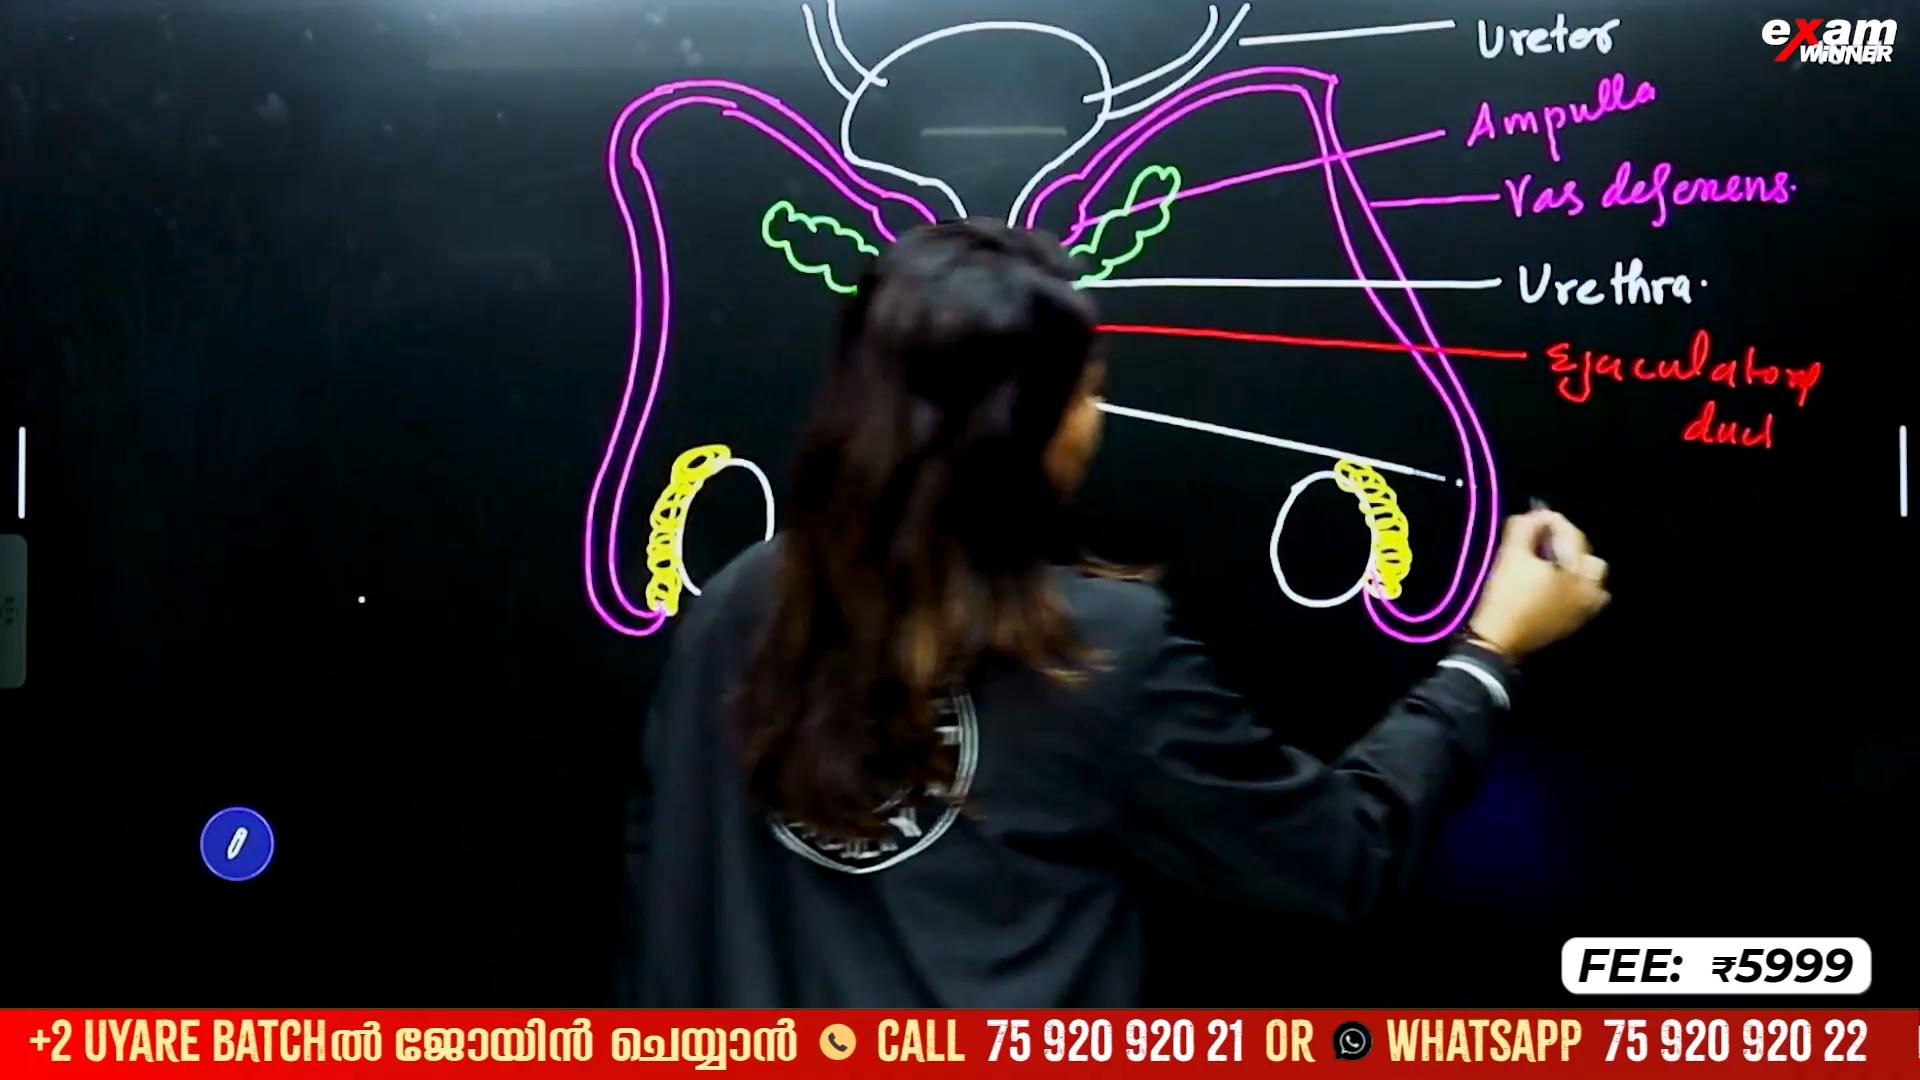 exam
WINNER
Ureter
Ampulla
Vas deferens.
Urethra.
Ejaculatory
duct
FEE: ₹5999
+2 UYARE BATCHൽ ജോയിൻ ചെയ്യാൻ CALL 75 920 920 21 OR WHATSAPP 75 920 920 22